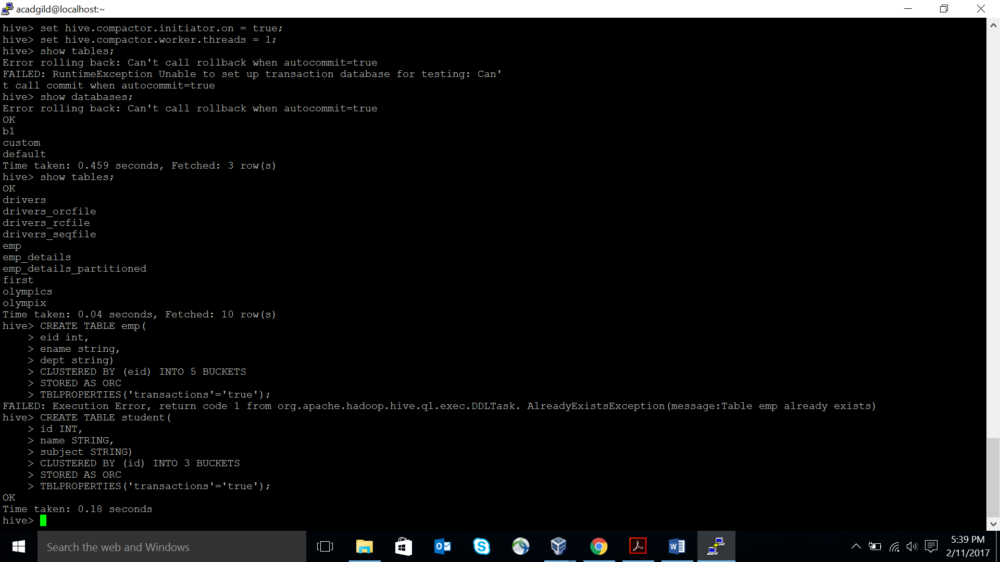 acadgild@localhost:~
hive> set hive.compactor.initiator.on = true;
hive> set hive.compactor.worker.threads = 1;
hive> show tables;
Error rolling back: Can't call rollback when autocommit=true
FAILED: RuntimeException Unable to set up transaction database for testing: Can'
t call commit when autocommit=true
hive> show databases;
Error rolling back: Can't call rollback when autocommit=true
OK
b1
custom
default
Time taken: 0.459 seconds, Fetched: 3 row(s)
hive> show tables;
OK
drivers
drivers_orcfile
drivers_rcfile
drivers_seqfile
emp
emp_details
emp_details_partitioned
first
olympics
olympix
Time taken: 0.04 seconds, Fetched: 10 row(s)
hive> CREATE TABLE emp(
    > eid int,
    > ename string,
    > dept string)
    > CLUSTERED BY (eid) INTO 5 BUCKETS
    > STORED AS ORC
    > TBLPROPERTIES('transactions'='true');
FAILED: Execution Error, return code 1 from org.apache.hadoop.hive.ql.exec.DDLTask. AlreadyExistsException(message:Table emp already exists)
hive> CREATE TABLE student(
    > id INT,
    > name STRING,
    > subject STRING)
    > CLUSTERED BY (id) INTO 3 BUCKETS
    > STORED AS ORC
    > TBLPROPERTIES('transactions'='true');
OK
Time taken: 0.18 seconds
hive>
Search the web and Windows
5:39 PM
2/11/2017